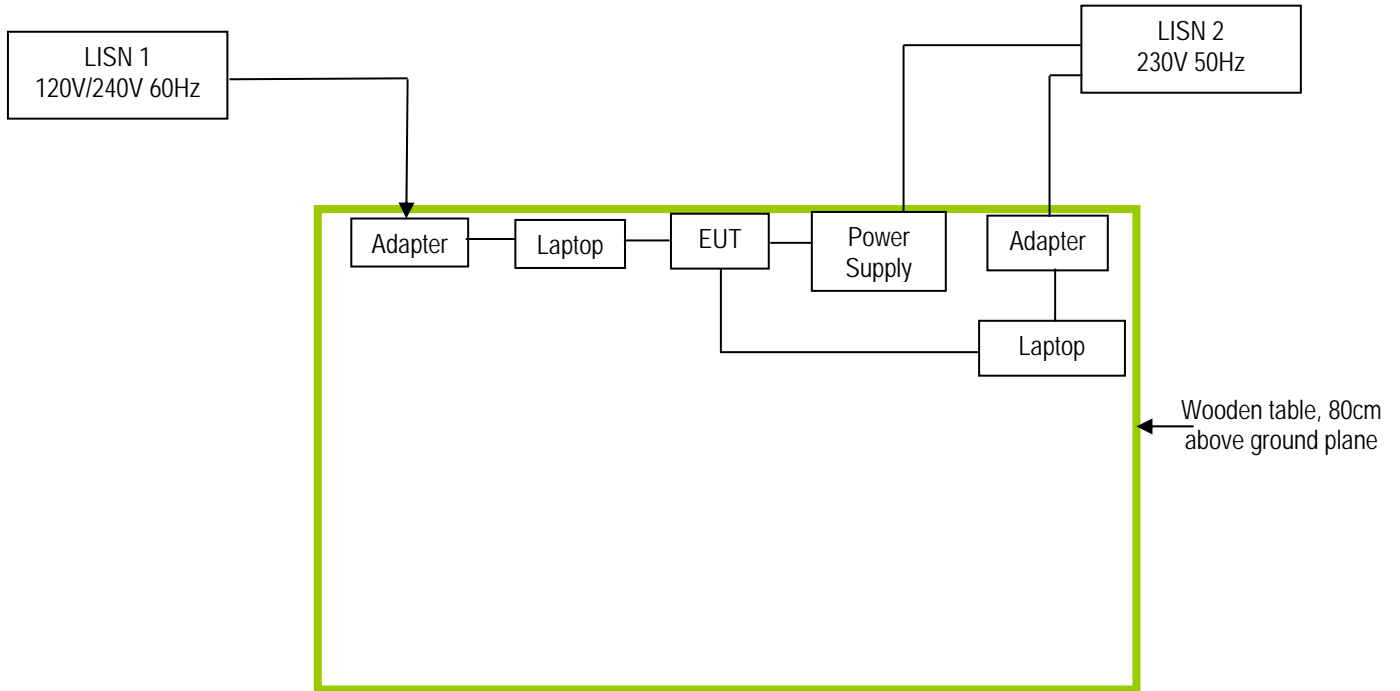 LISN 1
120V/240V 60Hz
LISN 2
230V 50Hz
Adapter
Laptop
EUT
Power
Supply
Adapter
Laptop
Wooden table, 80cm
above ground plane